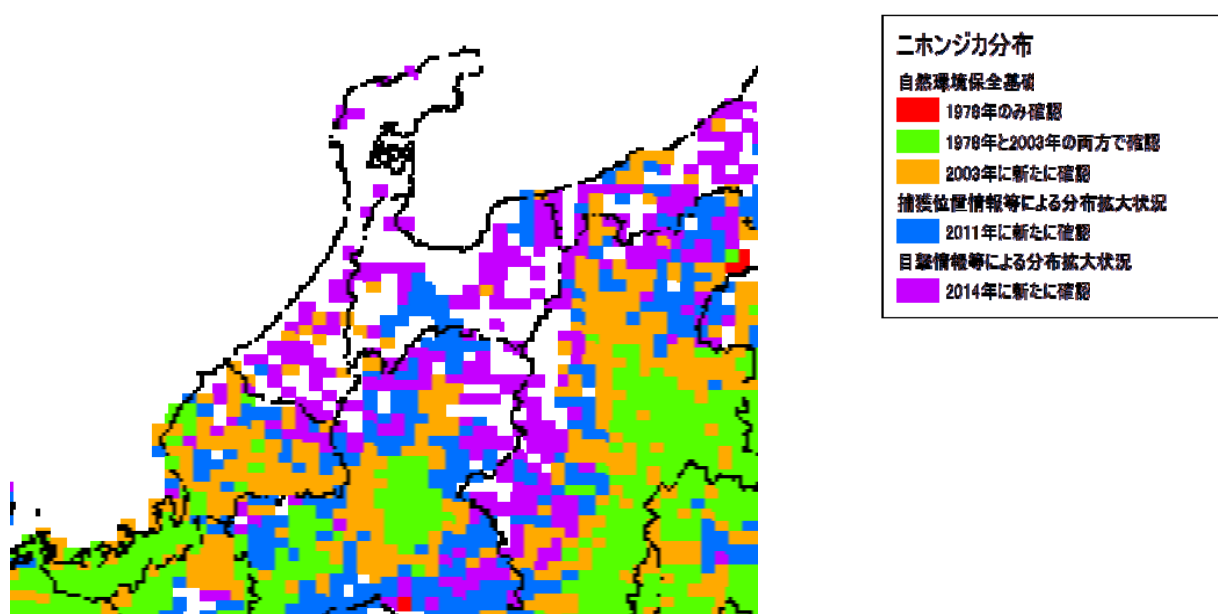 ニホンジカ分布
自然環境保全基礎
1978年のみ確認
1978年と2003年の両方で確認
2003年に新たに確認
捕獲位置情報等による分布拡大状況
2011年に新たに確認
目撃情報等による分布拡大状況
2014年に新たに確認